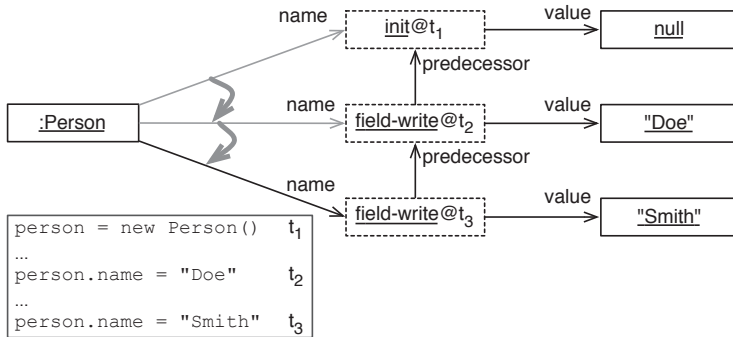 name
init@t1
value
null
predecessor
:Person
name
field-write@t2
value
"Doe"
predecessor
name
field-write@t3
value
"Smith"
person = new Person() t1
...
person.name = "Doe" t2
...
person.name = "Smith" t3